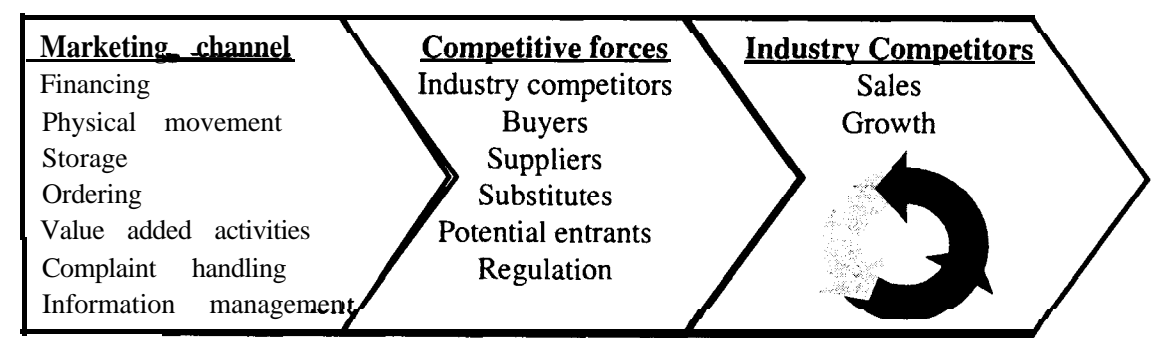 Marketing channel
Financing
Physical movement
Storage
Ordering
Value added activities
Complaint handling
Information management
Competitive forces
Industry competitors
Buyers
Suppliers
Substitutes
Potential entrants
Regulation
Industry Competitors
Sales
Growth